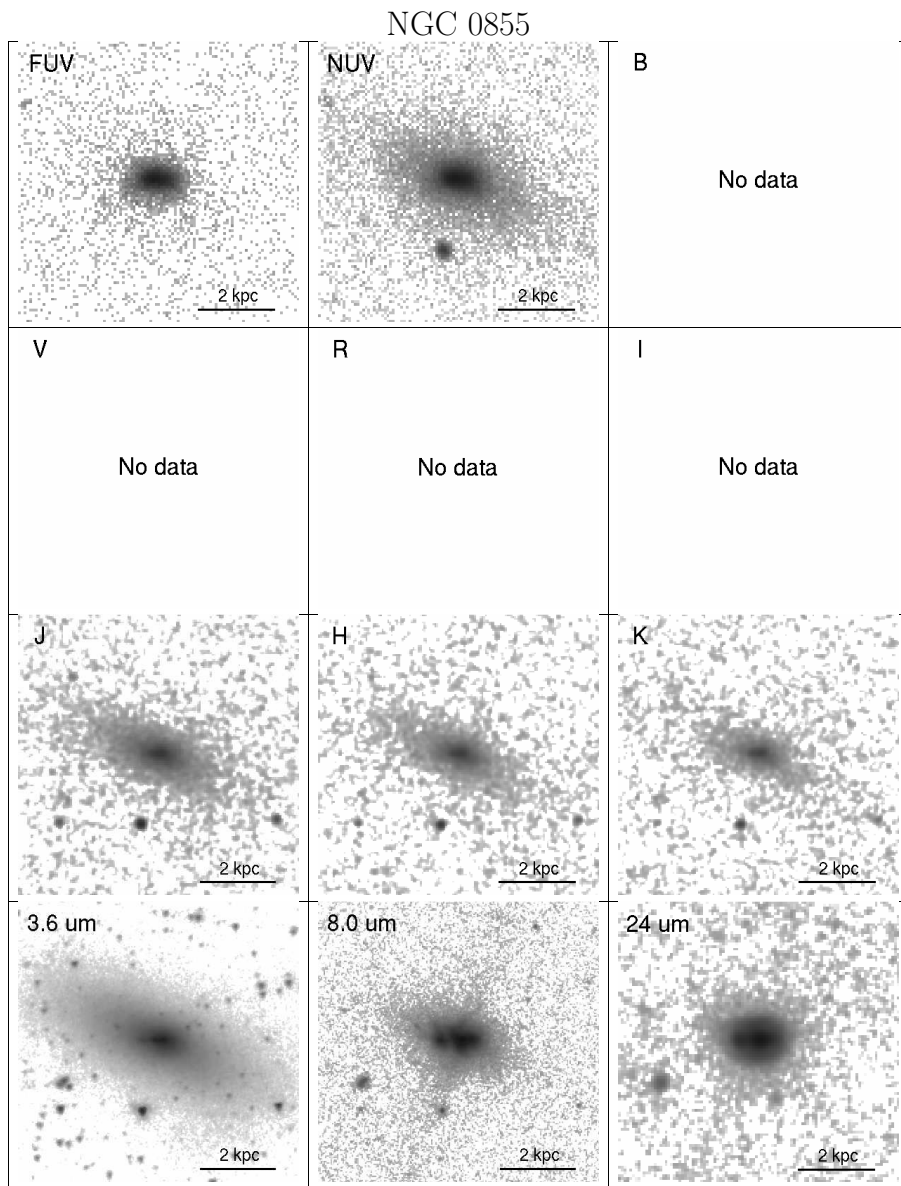 NGC 0855
FUV
2 kpc
NUV
2 kpc
B
No data
V
No data
R
No data
I
No data
J
2 kpc
H
2 kpc
K
2 kpc
3.6 um
2 kpc
8.0 um
2 kpc
24 um
2 kpc